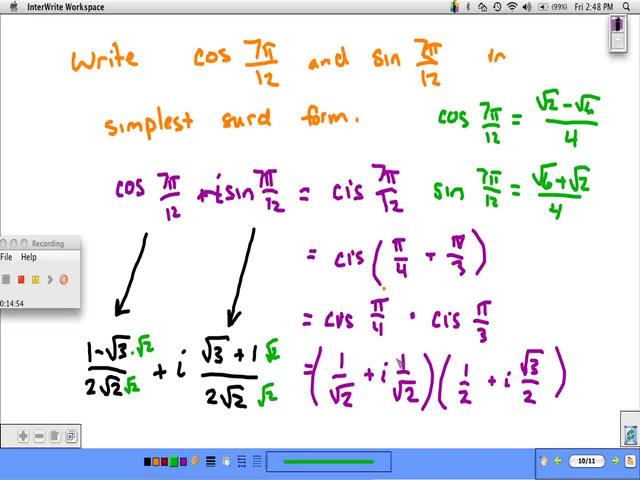 InterWrite Workspace
(99%) Fri 2:48 PM
Write cos 7π/12 and sin 7π/12 in
simplest surd form.
cos 7π/12 = (√2 - √6)/4
cos 7π/12 + i sin 7π/12 = cis 7π/12
sin 7π/12 = (√6 + √2)/4
= cis (π/4 + π/3)
= cis π/4 · cis π/3
(1 - √3)·√2/2√2 √2 + i (√3 + 1)√2/2√2 √2
= (1/√2 + i 1/√2)(1/2 + i √3/2)
Recording
File Help
:14:54
10/11